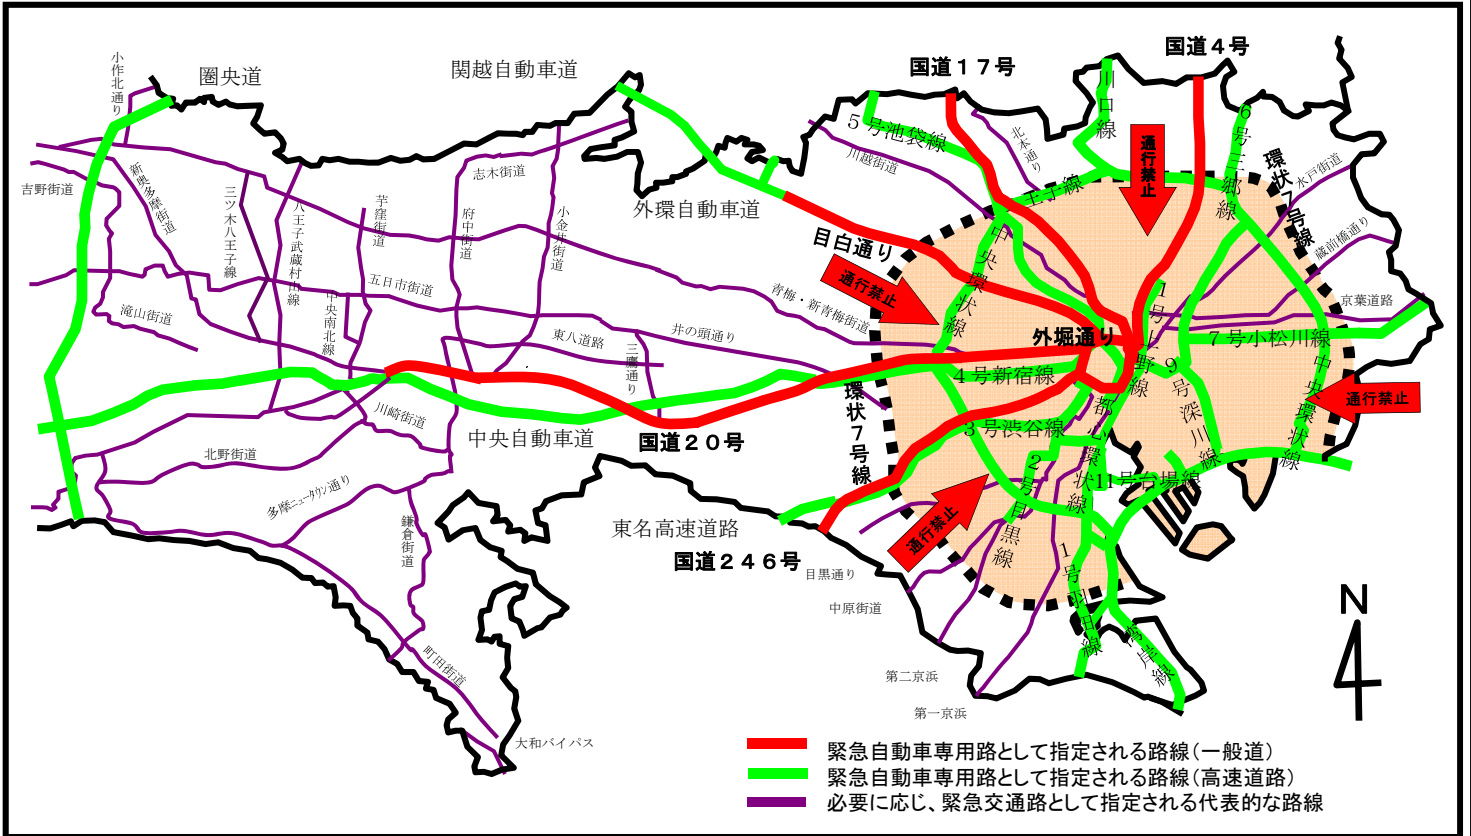 小作北通り
圏央道
関越自動車道
国道１７号
国道４号
川口線
６号三郷線
５号池袋線
北本通り
川越街道
通行禁止
環状７号線
水戸街道
蔵前橋通り
京葉道路
吉野街道
新奥多摩街道
三ツ木八王子線
八王子武蔵村山線
芋窪街道
志木街道
府中街道
小金井街道
外環自動車道
王子線
目白通り
中央環状線
通行禁止
五日市街道
中央南北線
滝山街道
青梅・新青梅街道
東八道路
井の頭通り
三鷹通り
外堀通り
１号上野線
７号小松川線
中央環状線
通行禁止
４号新宿線
９号深川線
環状７号線
都心環状線
３号渋谷線
川崎街道
中央自動車道
国道２０号
北野街道
多摩ニュータウン通り
鎌倉街道
２号目黒線
11号台場線
東名高速道路
国道２４６号
通行禁止
目黒通り
中原街道
１号羽田線
湾岸線
第二京浜
第一京浜
町田街道
大和バイパス
N
緊急自動車専用路として指定される路線（一般道）
緊急自動車専用路として指定される路線（高速道路）
必要に応じ、緊急交通路として指定される代表的な路線